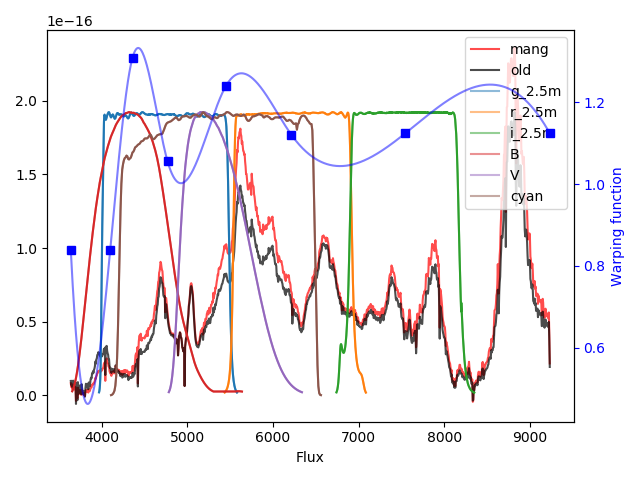 1e−16
mang
old
g_2.5m
r_2.5m
i_2.5m
B
V
cyan
2.0
1.5
1.0
0.5
0.0
1.2
1.0
0.8
0.6
Warping function
4000 5000 6000 7000 8000 9000
Flux